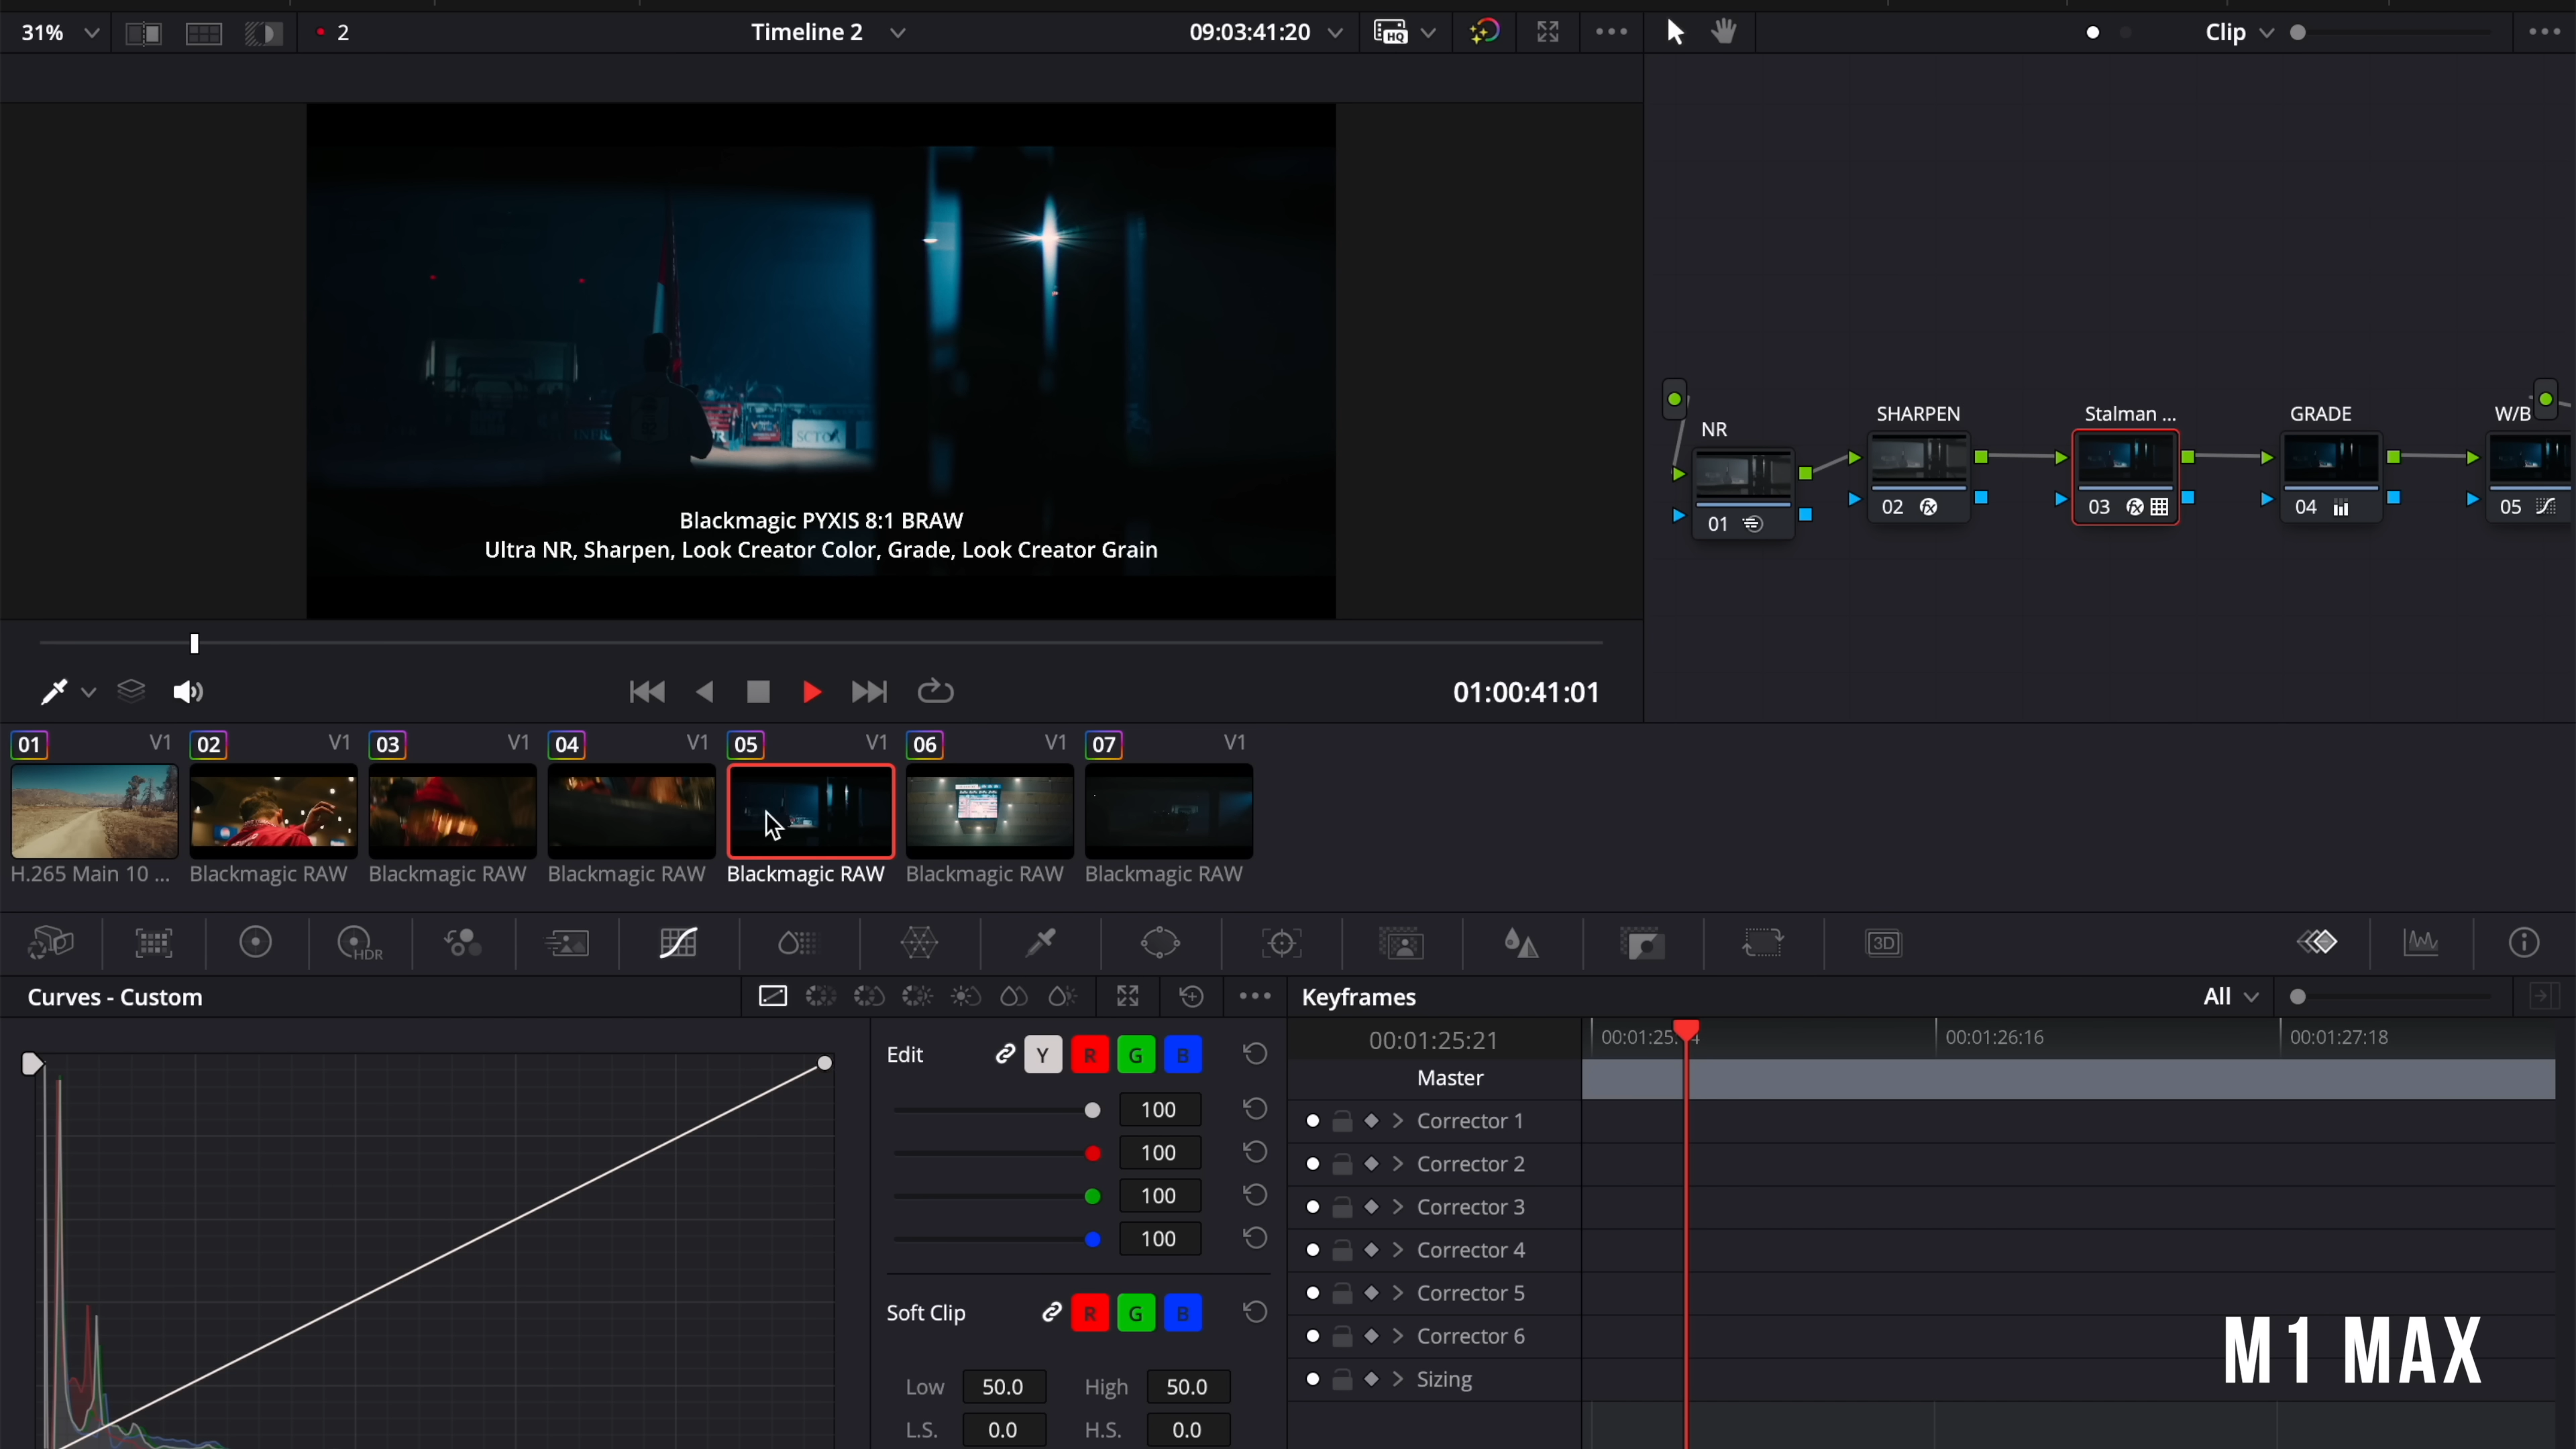 31%
2
Timeline 2
09:03:41:20
HQ
Clip
SCTCA
Blackmagic PYXIS 8:1 BRAW
Ultra NR, Sharpen, Look Creator Color, Grade, Look Creator Grain
NR
01
SHARPEN
02
Stalman ...
03
GRADE
04
W/B
05
01:00:41:01
01 V1
02 V1
03 V1
04 V1
05 V1
06 V1
07 V1
H.265 Main 10 ...
Blackmagic RAW
Blackmagic RAW
Blackmagic RAW
Blackmagic RAW
Blackmagic RAW
Blackmagic RAW
HDR
3D
Curves - Custom
Edit
Y R G B
100
100
100
100
Soft Clip
R G B
Low 50.0 High 50.0
L.S. 0.0 H.S. 0.0
Keyframes
All
00:01:25:21
00:01:26:16
00:01:27:18
Master
Corrector 1
Corrector 2
Corrector 3
Corrector 4
Corrector 5
Corrector 6
Sizing
M1 MAX